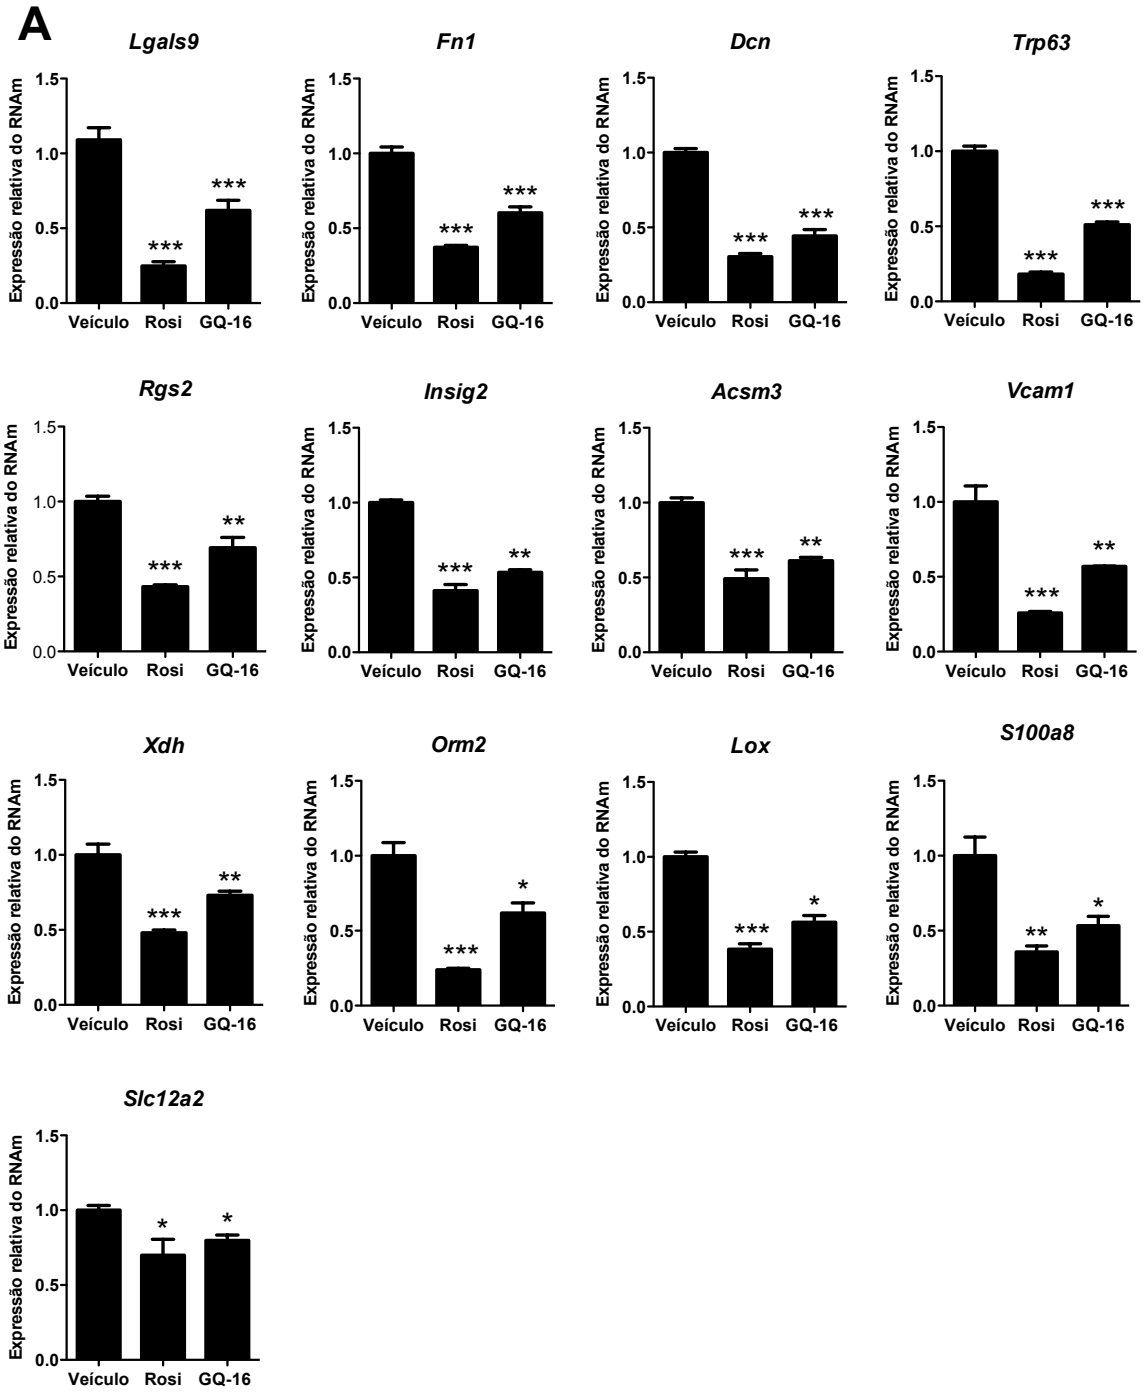 A
Lgals9
Expressão relativa do RNAm
1.5
1.0
0.5
0.0
***
***
Veículo Rosi GQ-16
Fn1
Expressão relativa do RNAm
1.5
1.0
0.5
0.0
***
***
Veículo Rosi GQ-16
Dcn
Expressão relativa do RNAm
1.5
1.0
0.5
0.0
***
***
Veículo Rosi GQ-16
Trp63
Expressão relativa do RNAm
1.5
1.0
0.5
0.0
***
***
Veículo Rosi GQ-16
Rgs2
Expressão relativa do RNAm
1.5
1.0
0.5
0.0
***
**
Veículo Rosi GQ-16
Insig2
Expressão relativa do RNAm
1.5
1.0
0.5
0.0
***
**
Veículo Rosi GQ-16
Acsm3
Expressão relativa do RNAm
1.5
1.0
0.5
0.0
***
**
Veículo Rosi GQ-16
Vcam1
Expressão relativa do RNAm
1.5
1.0
0.5
0.0
***
**
Veículo Rosi GQ-16
Xdh
Expressão relativa do RNAm
1.5
1.0
0.5
0.0
***
**
Veículo Rosi GQ-16
Orm2
Expressão relativa do RNAm
1.5
1.0
0.5
0.0
***
*
Veículo Rosi GQ-16
Lox
Expressão relativa do RNAm
1.5
1.0
0.5
0.0
***
*
Veículo Rosi GQ-16
S100a8
Expressão relativa do RNAm
1.5
1.0
0.5
0.0
**
*
Veículo Rosi GQ-16
Slc12a2
Expressão relativa do RNAm
1.5
1.0
0.5
0.0
*
*
Veículo Rosi GQ-16